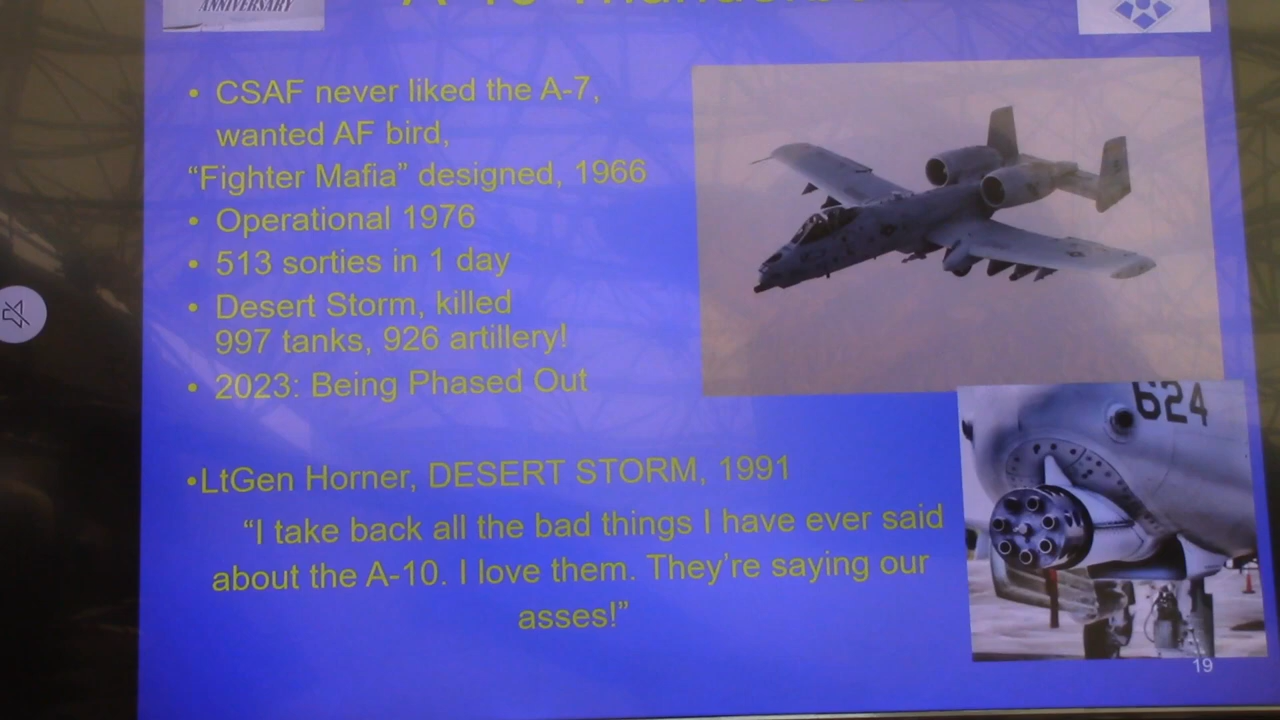 ANNIVERSARY
• CSAF never liked the A-7,
wanted AF bird,
“Fighter Mafia” designed, 1966
• Operational 1976
• 513 sorties in 1 day
• Desert Storm, killed
997 tanks, 926 artillery!
• 2023: Being Phased Out
624
•LtGen Horner, DESERT STORM, 1991
“I take back all the bad things I have ever said
about the A-10. I love them. They’re saying our
asses!”
19